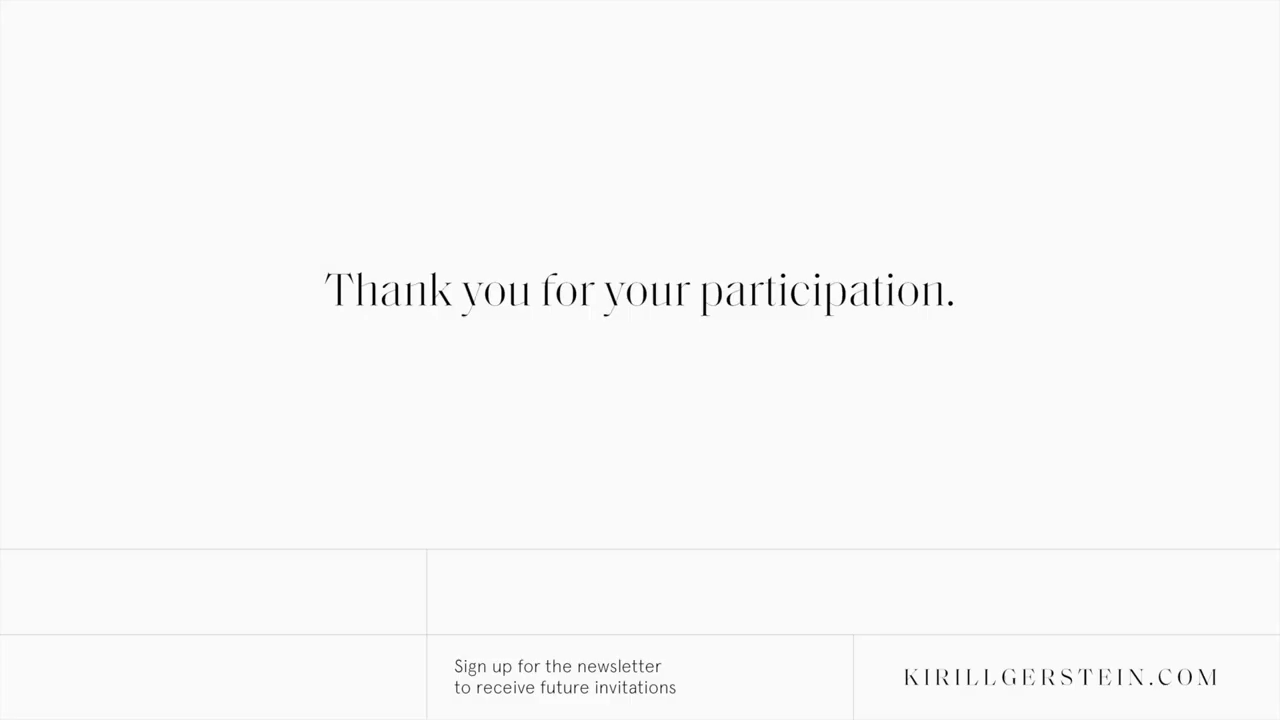 Thank you for your participation.
Sign up for the newsletter
to receive future invitations
KIRILLGERSTEIN.COM